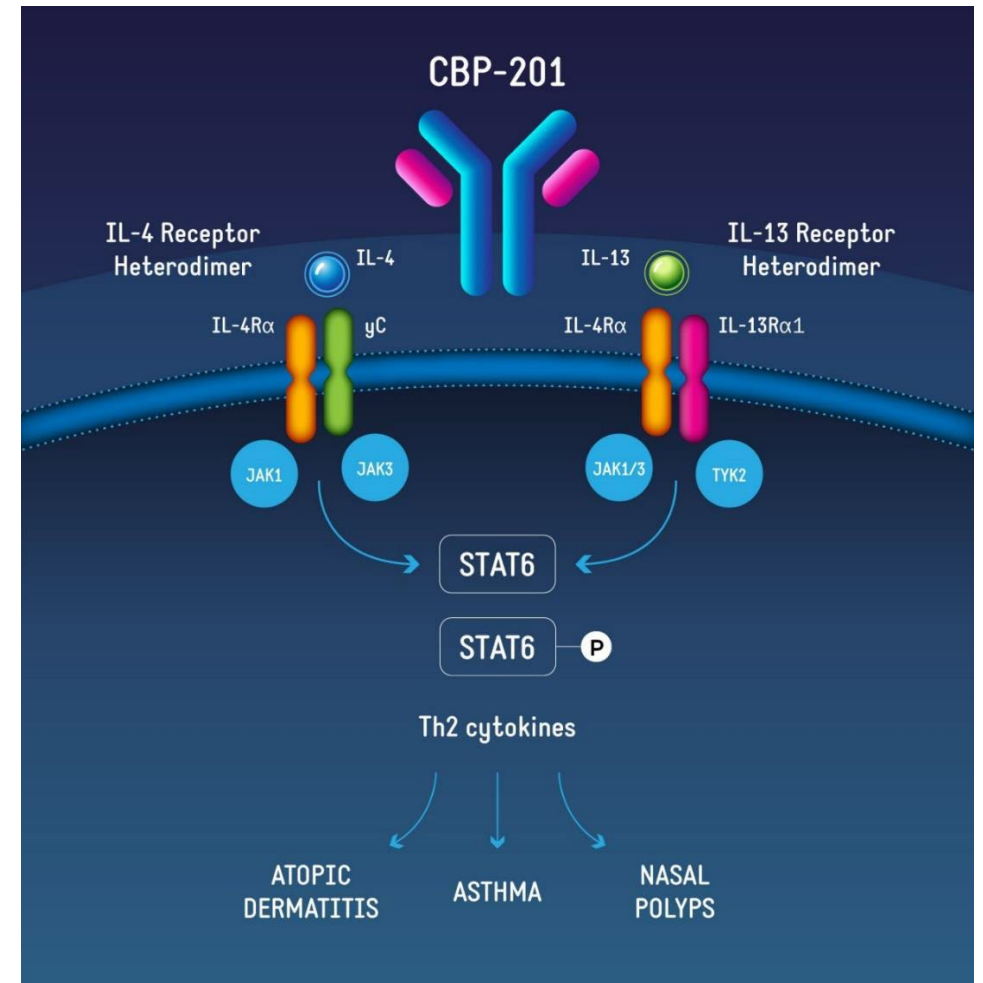 CBP-201
IL-4 Receptor
Heterodimer
IL-4
IL-13
IL-13 Receptor
Heterodimer
IL-4Rα
yC
IL-4Rα
IL-13Rα1
JAK1
JAK3
JAK1/3
TYK2
STAT6
STAT6
P
Th2 cytokines
ATOPIC
DERMATITIS
ASTHMA
NASAL
POLYPS